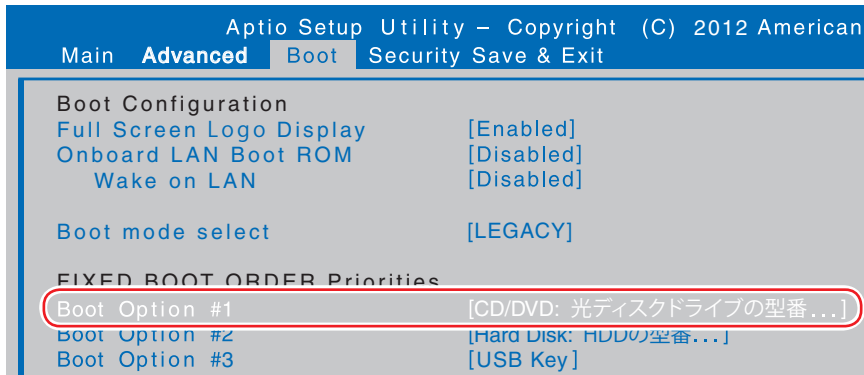 Aptio Setup Utility – Copyright (C) 2012 American
Main Advanced Boot Security Save & Exit
Boot Configuration
Full Screen Logo Display [Enabled]
Onboard LAN Boot ROM [Disabled]
Wake on LAN [Disabled]
Boot mode select [LEGACY]
FIXED BOOT ORDER Priorities
Boot Option #1 [CD/DVD: 光ディスクドライブの型番...]
Boot Option #2 [Hard Disk: HDDの型番...]
Boot Option #3 [USB Key]